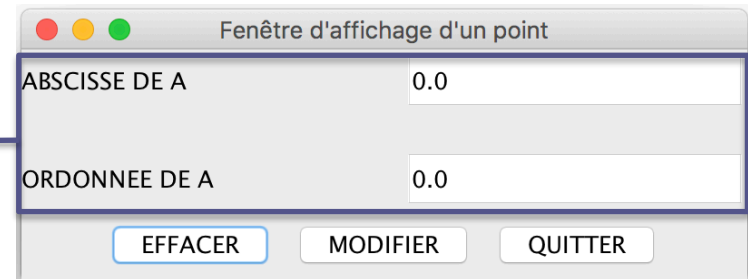 Fenêtre d'affichage d'un point
ABSCISSE DE A 0.0
ORDONNEE DE A 0.0
EFFACER MODIFIER QUITTER